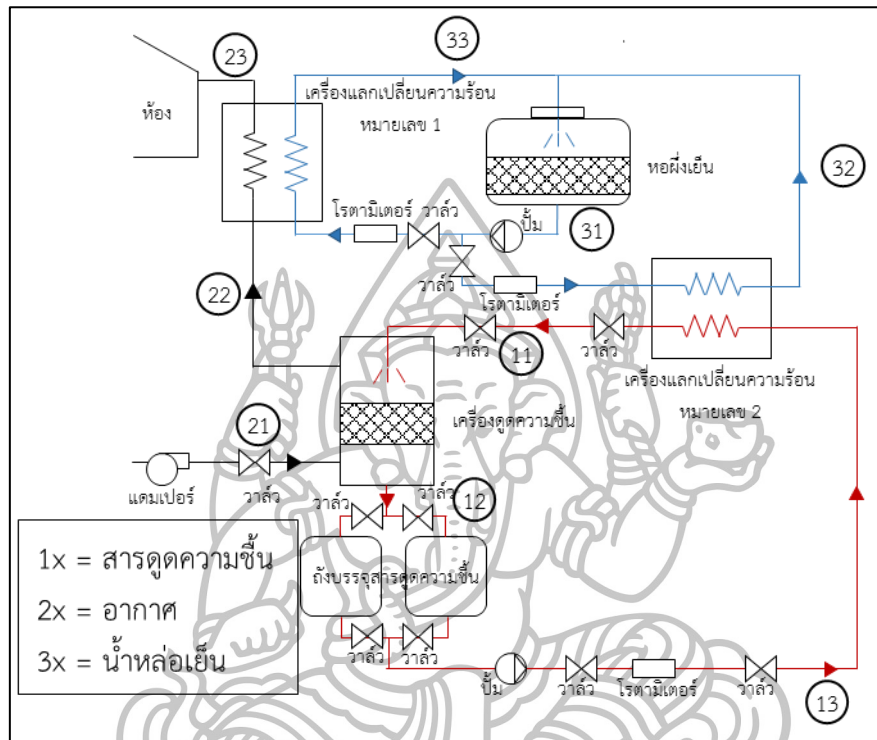 33
23
เครื่องแลกเปลี่ยนความร้อน
หมายเลข 1
ห้อง
หอผึ่งเย็น
32
โรตามิเตอร์
วาล์ว
ปั๊ม
31
22
วาล์ว
โรตามิเตอร์
วาล์ว
11
วาล์ว
เครื่องแลกเปลี่ยนความร้อน
หมายเลข 2
21
เครื่องดูดความชื้น
แดมเปอร์
วาล์ว
วาล์ว
วาล์ว
12
1x = สารดูดความชื้น
2x = อากาศ
3x = น้ำหล่อเย็น
ถังบรรจุสารดูดความชื้น
วาล์ว
วาล์ว
ปั๊ม
วาล์ว
โรตามิเตอร์
วาล์ว
13